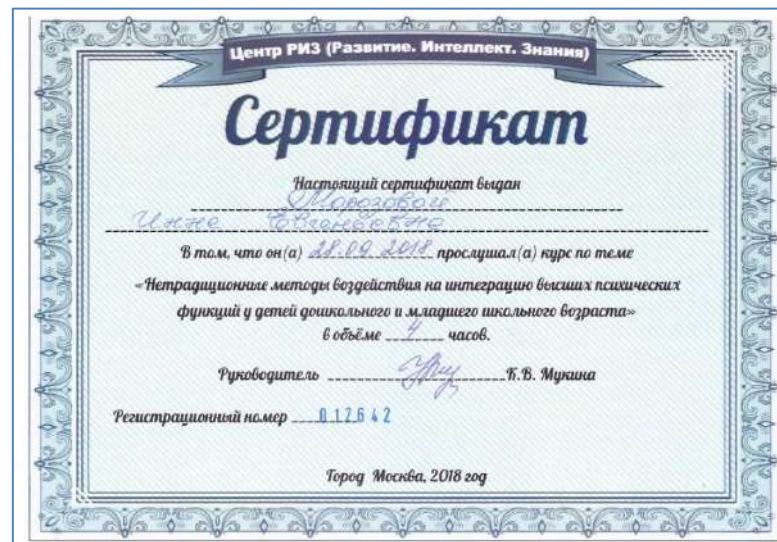 Центр РИЗ (Развитие. Интеллект. Знания)
Сертификат
Настоящий сертификат выдан
Морозовой
Инне Евгеньевне
В том, что он(а) 28.09.2018 прослушал(а) курс по теме
«Нетрадиционные методы воздействия на интеграцию высших психических
функций у детей дошкольного и младшего школьного возраста»
в объёме 4 часов.
Руководитель К.В. Мукина
Регистрационный номер 012642
Город Москва, 2018 год